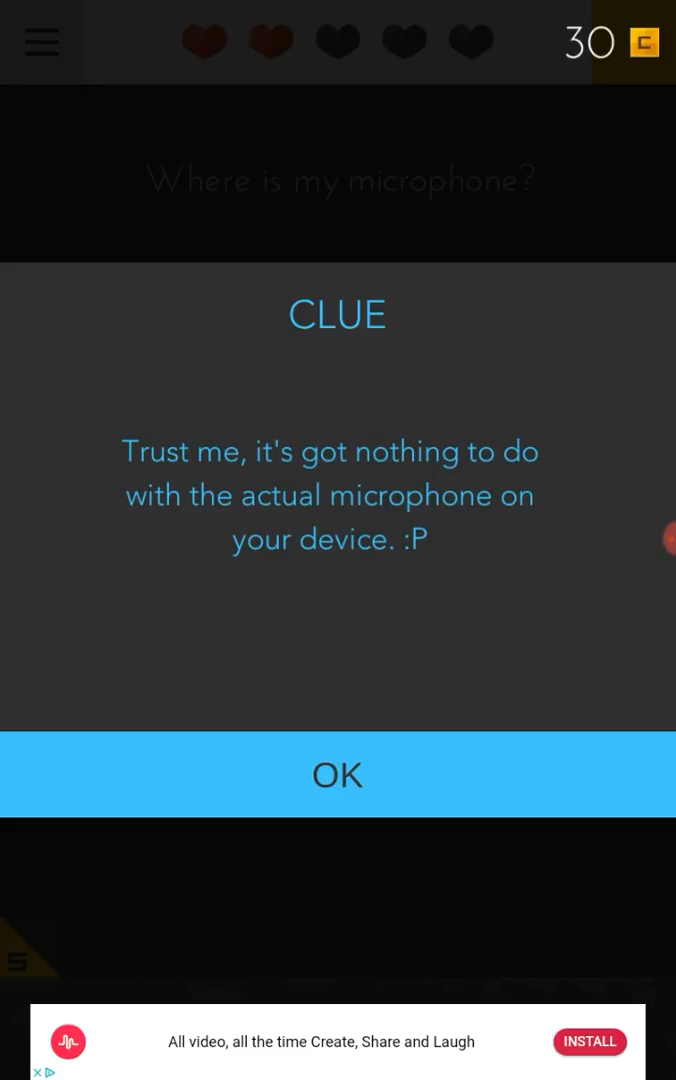 30
Where is my microphone?
CLUE
Trust me, it's got nothing to do
with the actual microphone on
your device. :P
OK
5
All video, all the time Create, Share and Laugh
INSTALL